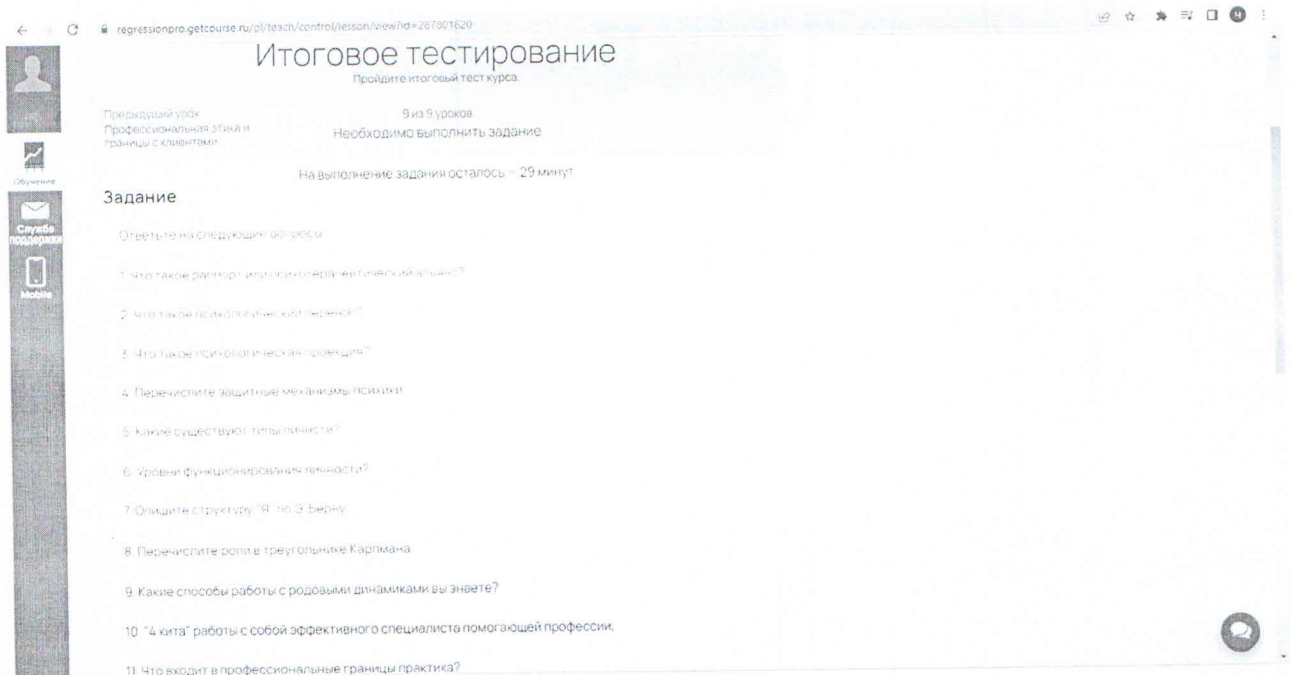 regressionpro.getcourse.ru/pl/teach/control/lesson/view?id=267801620
H
Итоговое тестирование
Пройдите итоговый тест курса.
Предыдущий урок
Профессиональная этика и
границы с клиентами
9 из 9 уроков
Необходимо выполнить задание
На выполнение задания осталось — 29 минут
Обучение
Служба
поддержки
Mobile
Задание
Ответьте на следующие вопросы
1. Что такое раппорт или психотерапевтический альянс?
2. Что такое психологический перенос?
3. Что такое психологическая проекция?
4. Перечислите защитные механизмы психики
5. Какие существуют типы личности?
6. Уровни функционирования личности?
7. Опишите структуру "Я" по Э. Берну.
8. Перечислите роли в треугольнике Карпмана
9. Какие способы работы с родовыми динамиками вы знаете?
10. "4 кита" работы с собой эффективного специалиста помогающей профессии.
11. Что входит в профессиональные границы практика?